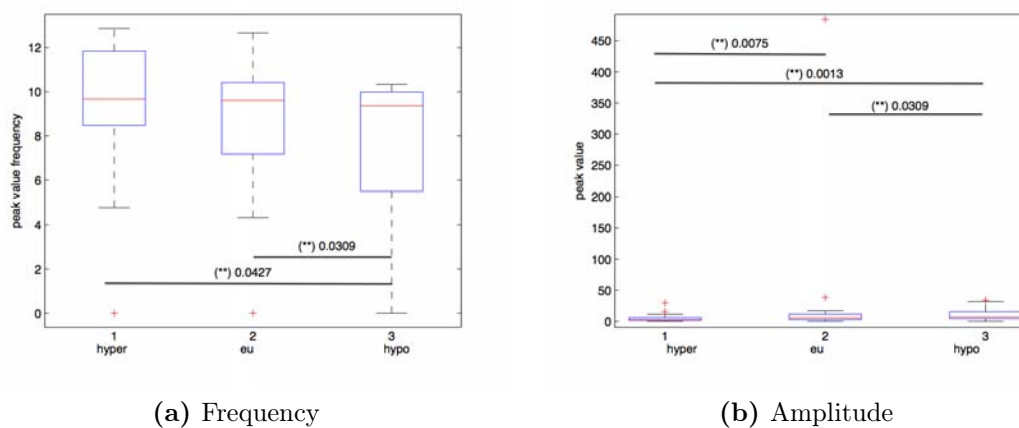 peak value frequency
12
10
8
6
4
2
0
(**) 0.0309
(**) 0.0427
1
2
3
hyper
eu
hypo
peak value
450
400
350
300
250
200
150
100
50
0
(**) 0.0075
(**) 0.0013
(**) 0.0309
1
2
3
hyper
eu
hypo
(a) Frequency
(b) Amplitude